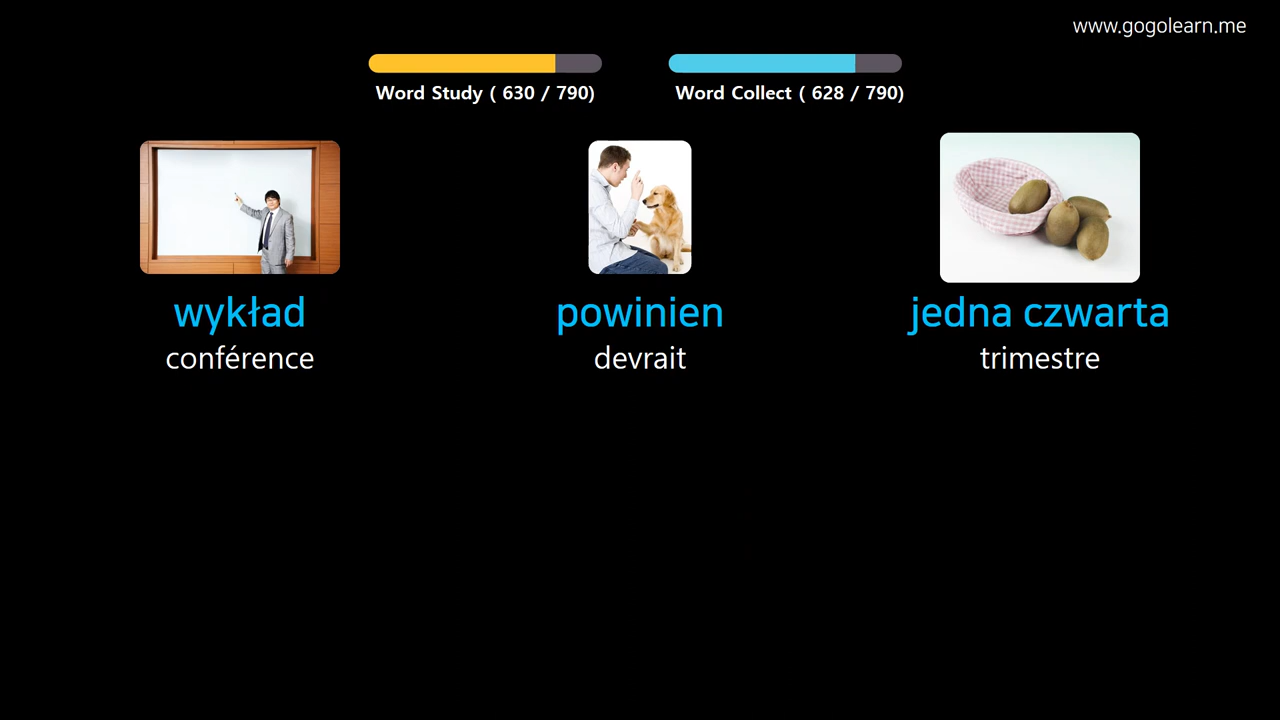 www.gogolearn.me
Word Study ( 630 / 790)
Word Collect ( 628 / 790)
wykład
conférence
powinien
devrait
jedna czwarta
trimestre